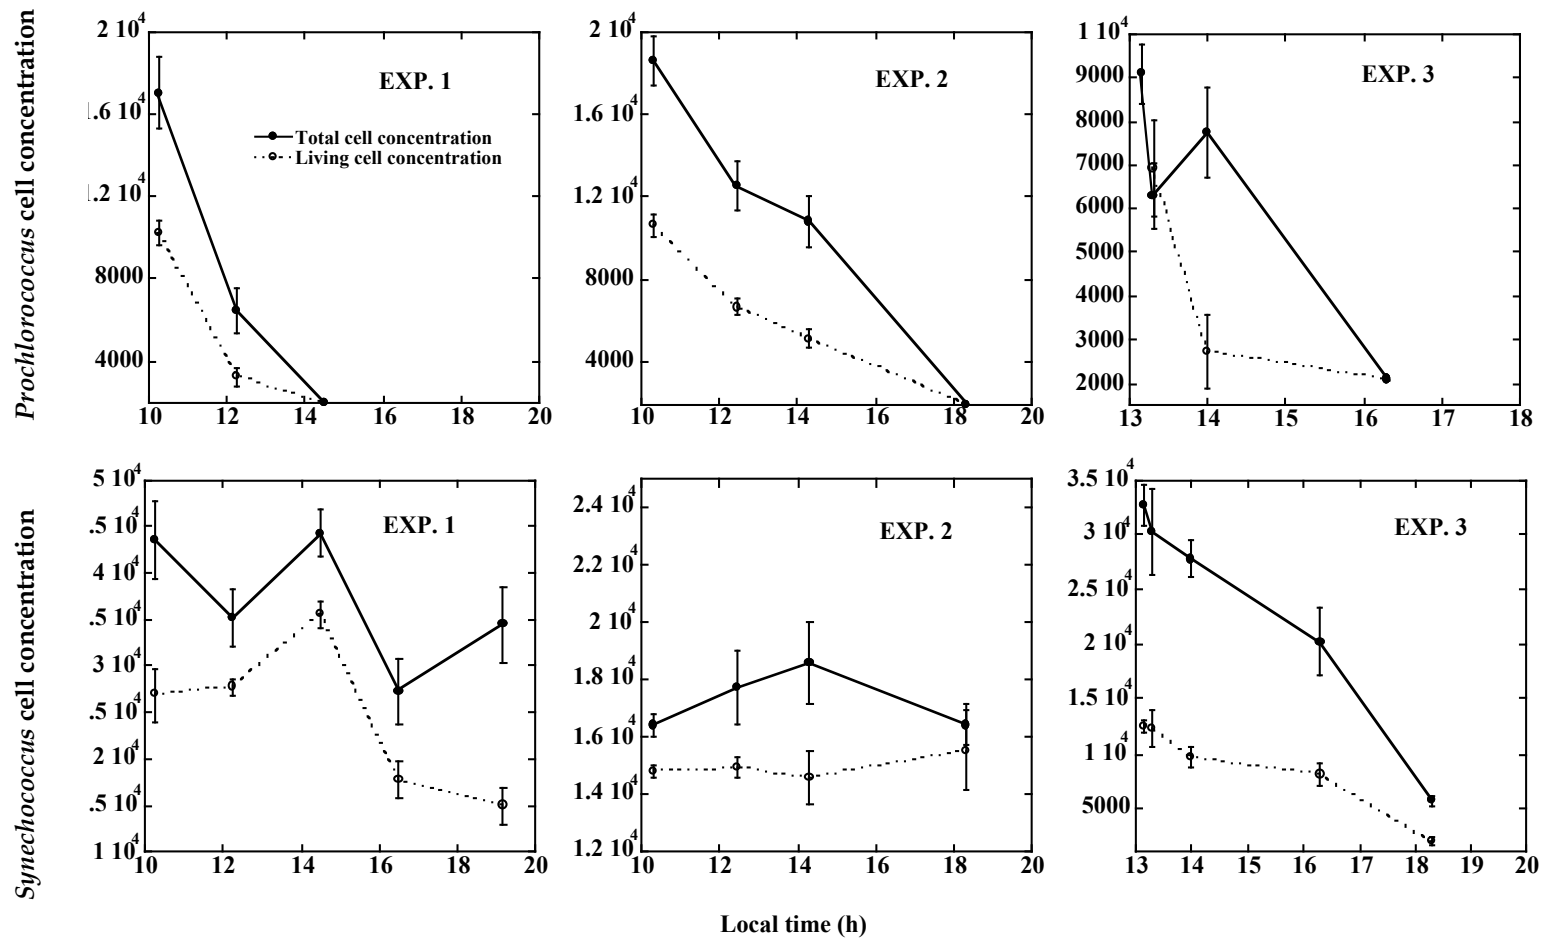 Prochlorococcus cell concentration
2 10⁴
1.6 10⁴
1.2 10⁴
8000
4000
10 12 14 16 18 20
EXP. 1
Total cell concentration
Living cell concentration
2 10⁴
1.6 10⁴
1.2 10⁴
8000
4000
10 12 14 16 18 20
EXP. 2
1 10⁴
9000
8000
7000
6000
5000
4000
3000
2000
13 14 15 16 17 18
EXP. 3
Synechococcus cell concentration
5 10⁴
.5 10⁴
4 10⁴
.5 10⁴
3 10⁴
.5 10⁴
2 10⁴
.5 10⁴
1 10⁴
10 12 14 16 18 20
EXP. 1
2.4 10⁴
2.2 10⁴
2 10⁴
1.8 10⁴
1.6 10⁴
1.4 10⁴
1.2 10⁴
10 12 14 16 18 20
EXP. 2
3.5 10⁴
3 10⁴
2.5 10⁴
2 10⁴
1.5 10⁴
1 10⁴
5000
13 14 15 16 17 18 19 20
EXP. 3
Local time (h)